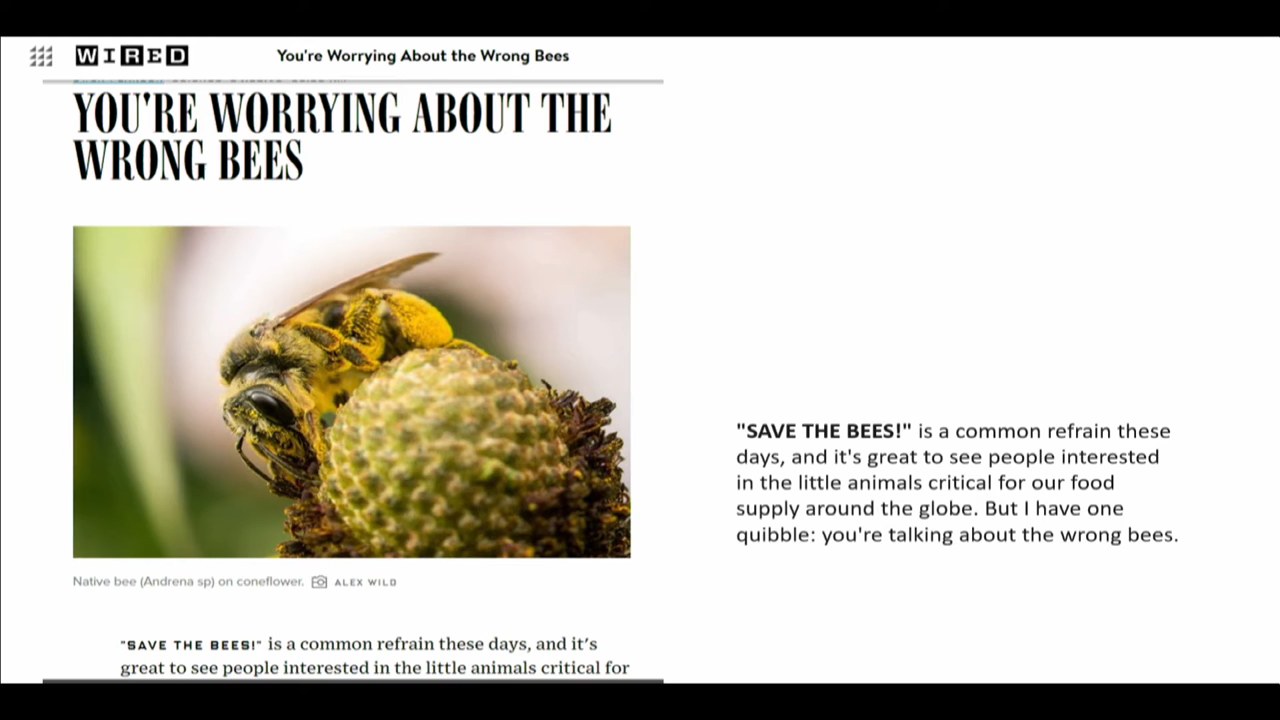 WIRED
You're Worrying About the Wrong Bees
YOU'RE WORRYING ABOUT THE
WRONG BEES
Native bee (Andrena sp) on coneflower. ALEX WILD
"SAVE THE BEES!" is a common refrain these days, and it's
great to see people interested in the little animals critical for
"SAVE THE BEES!" is a common refrain these
days, and it's great to see people interested
in the little animals critical for our food
supply around the globe. But I have one
quibble: you're talking about the wrong bees.